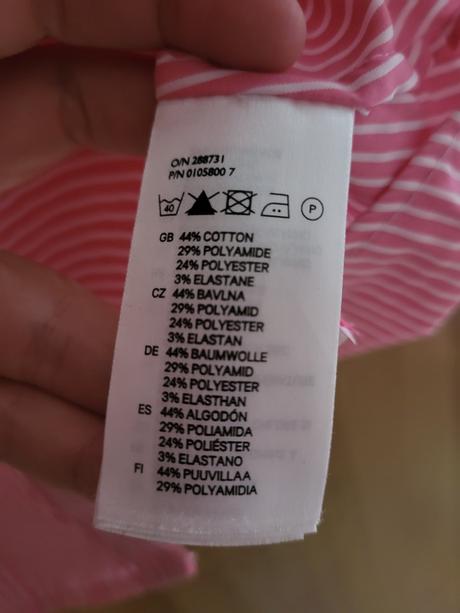 O/N 288731
P/N 0105800 7
40 P
GB 44% COTTON
29% POLYAMIDE
24% POLYESTER
3% ELASTANE
CZ 44% BAVLNA
29% POLYAMID
24% POLYESTER
3% ELASTAN
DE 44% BAUMWOLLE
29% POLYAMID
24% POLYESTER
3% ELASTHAN
ES 44% ALGODÓN
29% POLIAMIDA
24% POLIÉSTER
3% ELASTANO
FI 44% PUUVILLAA
29% POLYAMIDIA